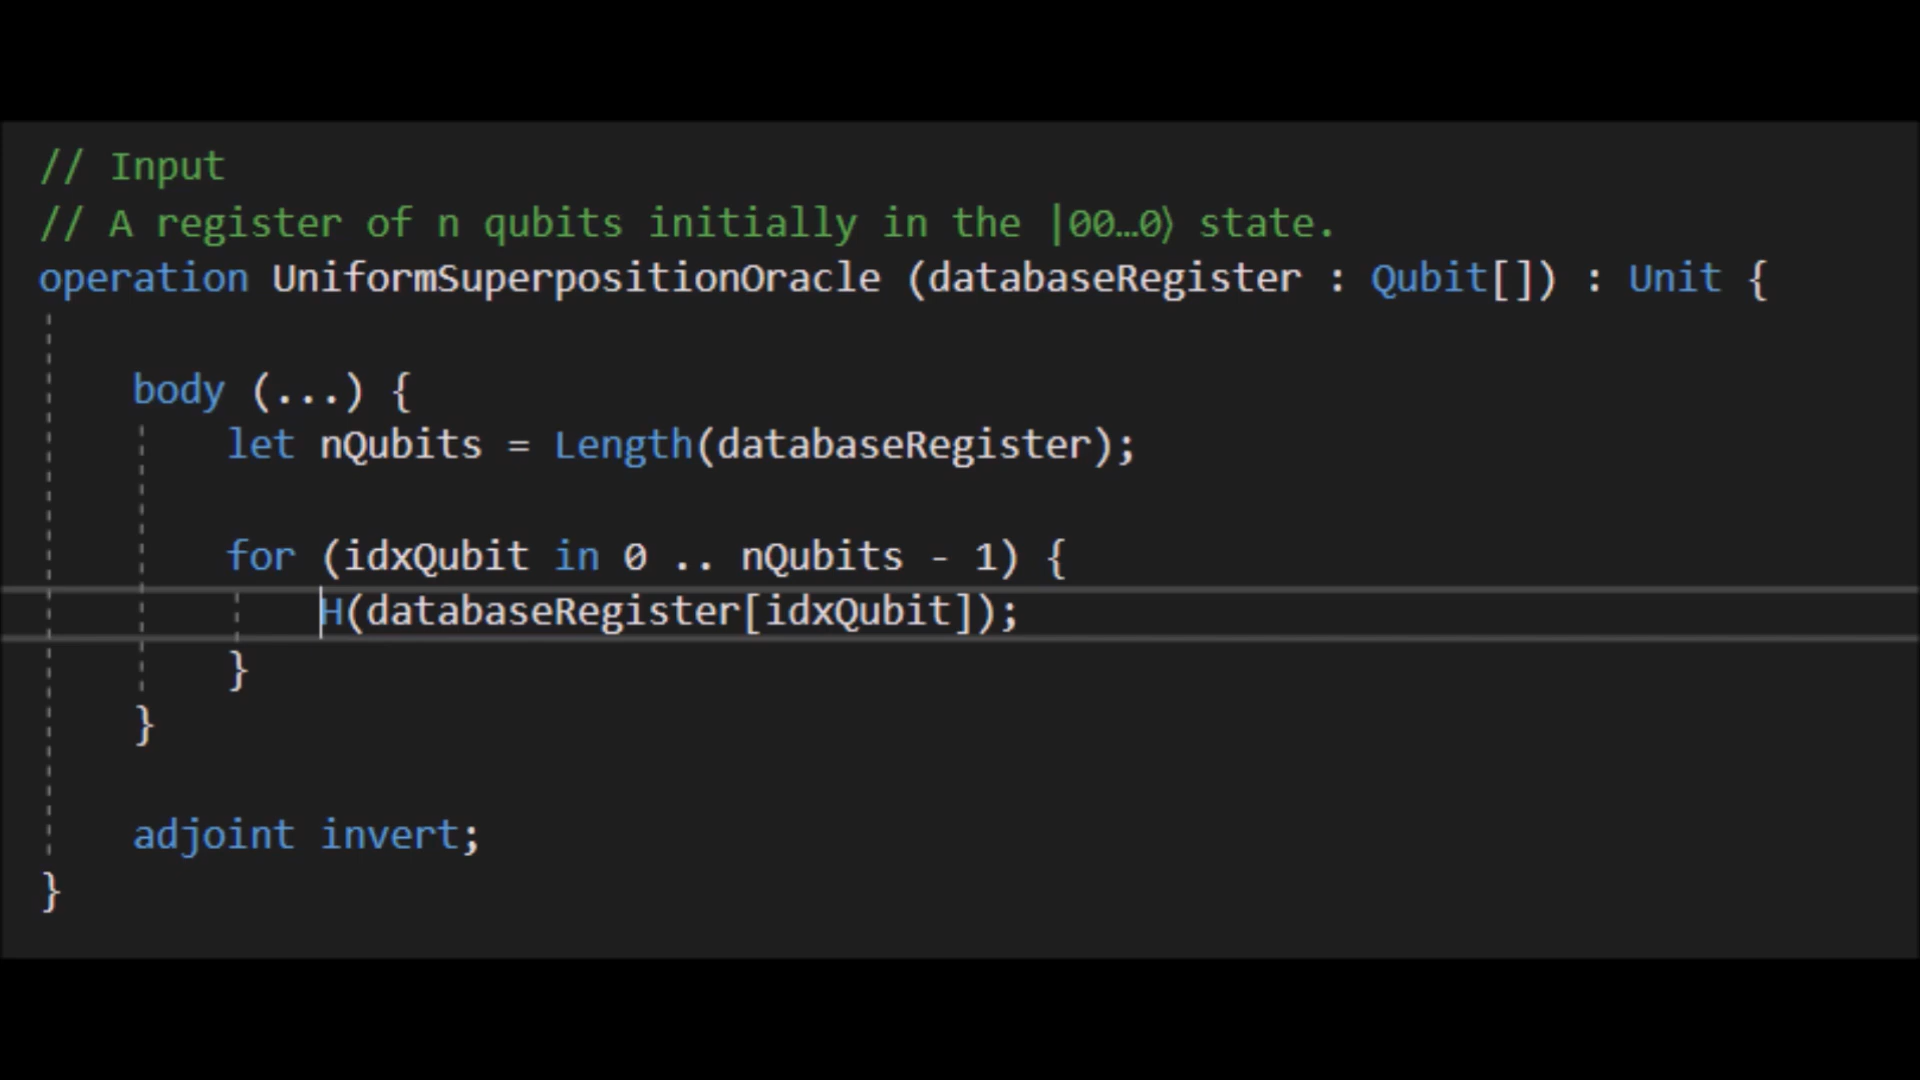 // Input
// A register of n qubits initially in the |00…0⟩ state.
operation UniformSuperpositionOracle (databaseRegister : Qubit[]) : Unit {
body (...) {
let nQubits = Length(databaseRegister);
for (idxQubit in 0 .. nQubits - 1) {
H(databaseRegister[idxQubit]);
}
}
adjoint invert;
}